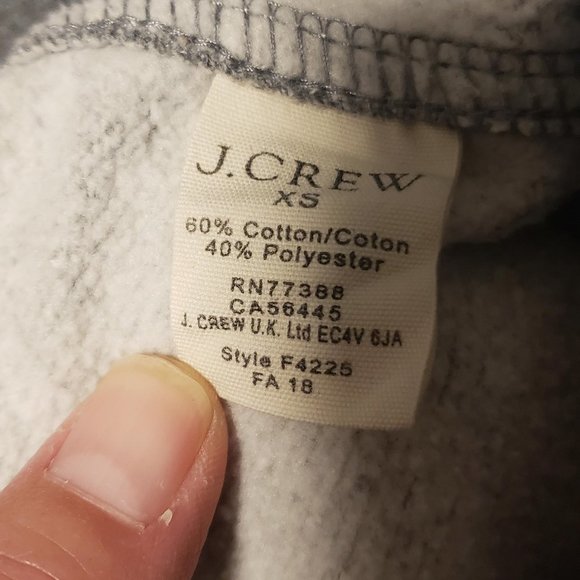 J.CREW
XS
60% Cotton/Coton
40% Polyester
RN77388
CA56445
J. CREW U.K. Ltd EC4V 6JA
Style F4225
FA 18